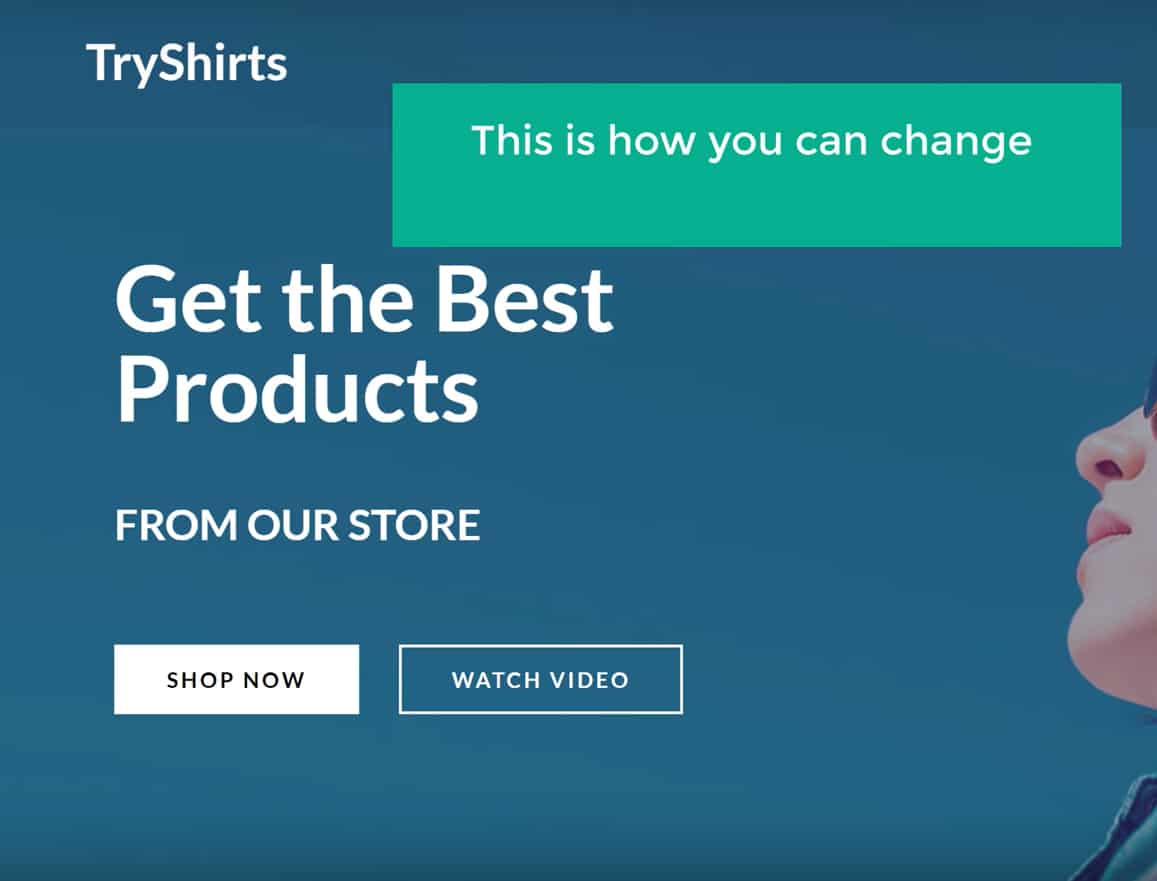 TryShirts
This is how you can change
Get the Best
Products
FROM OUR STORE
SHOP NOW
WATCH VIDEO